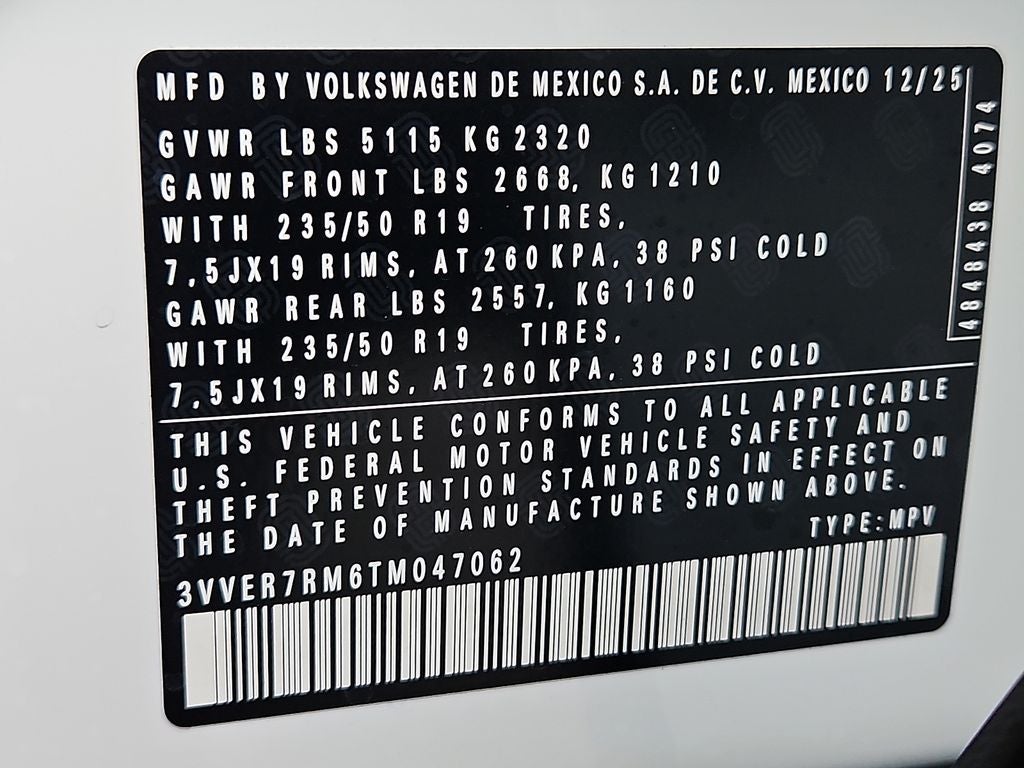 MFD BY VOLKSWAGEN DE MEXICO S.A. DE C.V. MEXICO 12/25
GVWR LBS 5115 KG 2320
GAWR FRONT LBS 2668, KG 1210
WITH 235/50 R19 TIRES,
7,5JX19 RIMS, AT 260 KPA, 38 PSI COLD
GAWR REAR LBS 2557, KG 1160
WITH 235/50 R19 TIRES,
7,5JX19 RIMS, AT 260 KPA, 38 PSI COLD
4848438 4074
THIS VEHICLE CONFORMS TO ALL APPLICABLE
U.S. FEDERAL MOTOR VEHICLE SAFETY AND
THEFT PREVENTION STANDARDS IN EFFECT ON
THE DATE OF MANUFACTURE SHOWN ABOVE.
TYPE:MPV
3VVER7RM6TM047062